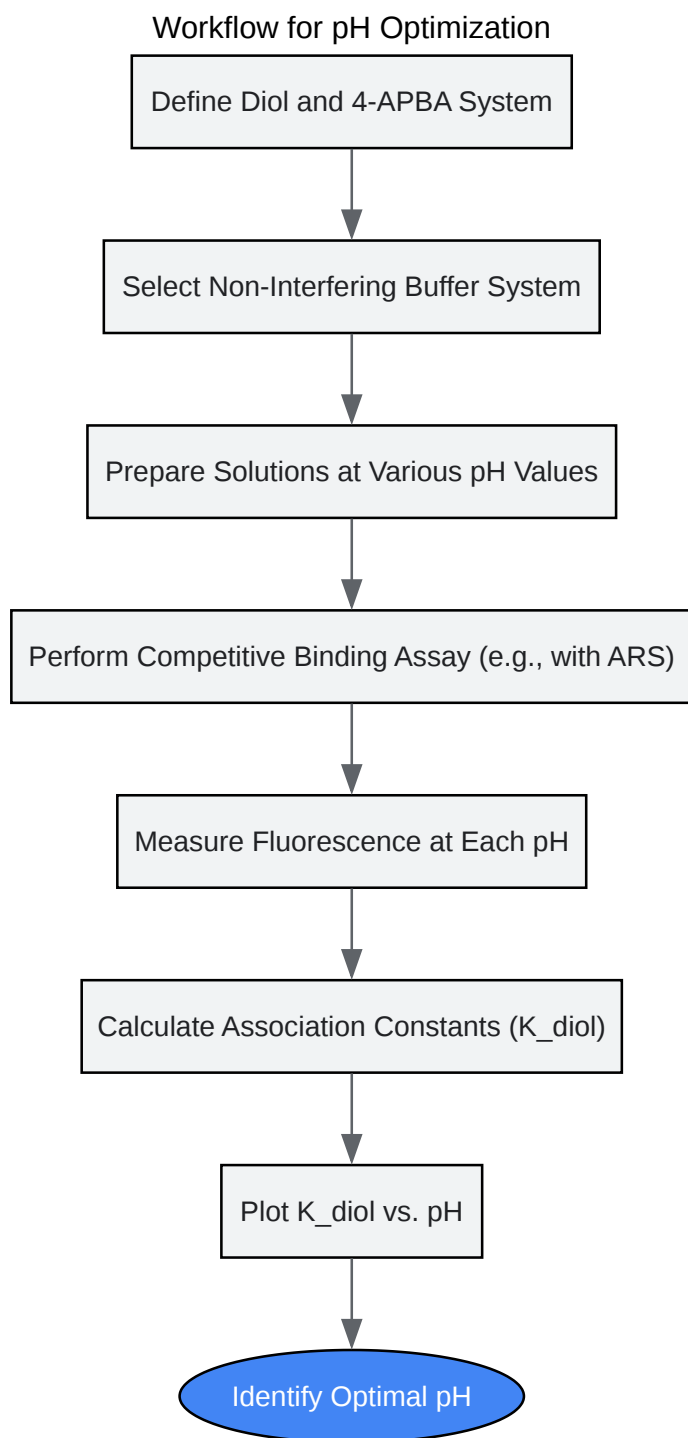 Workflow for pH Optimization
Define Diol and 4-APBA System
Select Non-Interfering Buffer System
Prepare Solutions at Various pH Values
Perform Competitive Binding Assay (e.g., with ARS)
Measure Fluorescence at Each pH
Calculate Association Constants (K_diol)
Plot K_diol vs. pH
Identify Optimal pH